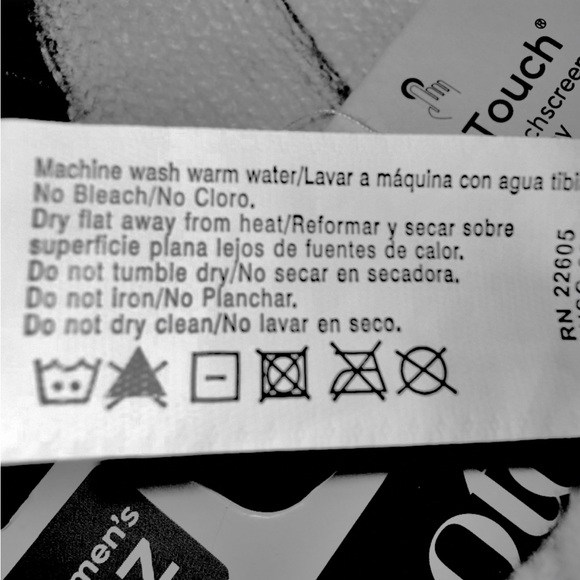 Touch®
Machine wash warm water/Lavar a máquina con agua tibi
No Bleach/No Cloro.
Dry flat away from heat/Reformar y secar sobre
superficie plana lejos de fuentes de calor.
Do not tumble dry/No secar en secadora.
Do not iron/No Planchar.
Do not dry clean/No lavar en seco.
RN 22605
men's